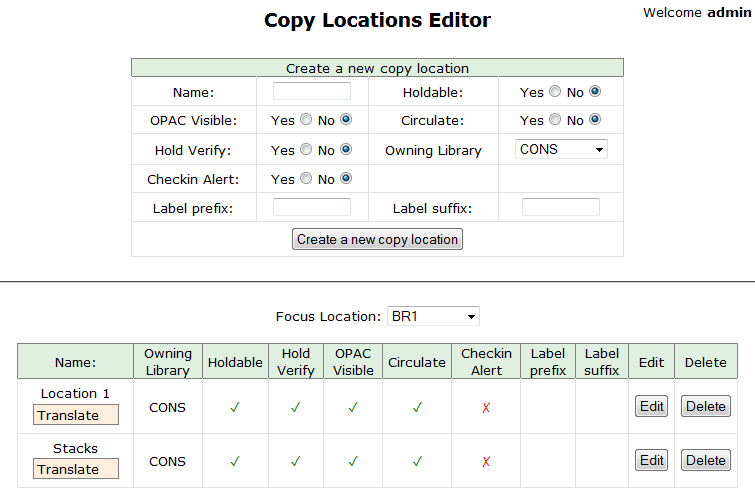 Copy Locations Editor
Welcome admin
Create a new copy location
Name: Holdable: Yes No
OPAC Visible: Yes No Circulate: Yes No
Hold Verify: Yes No Owning Library CONS
Checkin Alert: Yes No
Label prefix: Label suffix:
Create a new copy location
Focus Location: BR1
Name: Owning Library Holdable Hold Verify OPAC Visible Circulate Checkin Alert Label prefix Label suffix Edit Delete
Location 1
Translate CONS ✓ ✓ ✓ ✓ ✗ Edit Delete
Stacks
Translate CONS ✓ ✓ ✓ ✓ ✗ Edit Delete